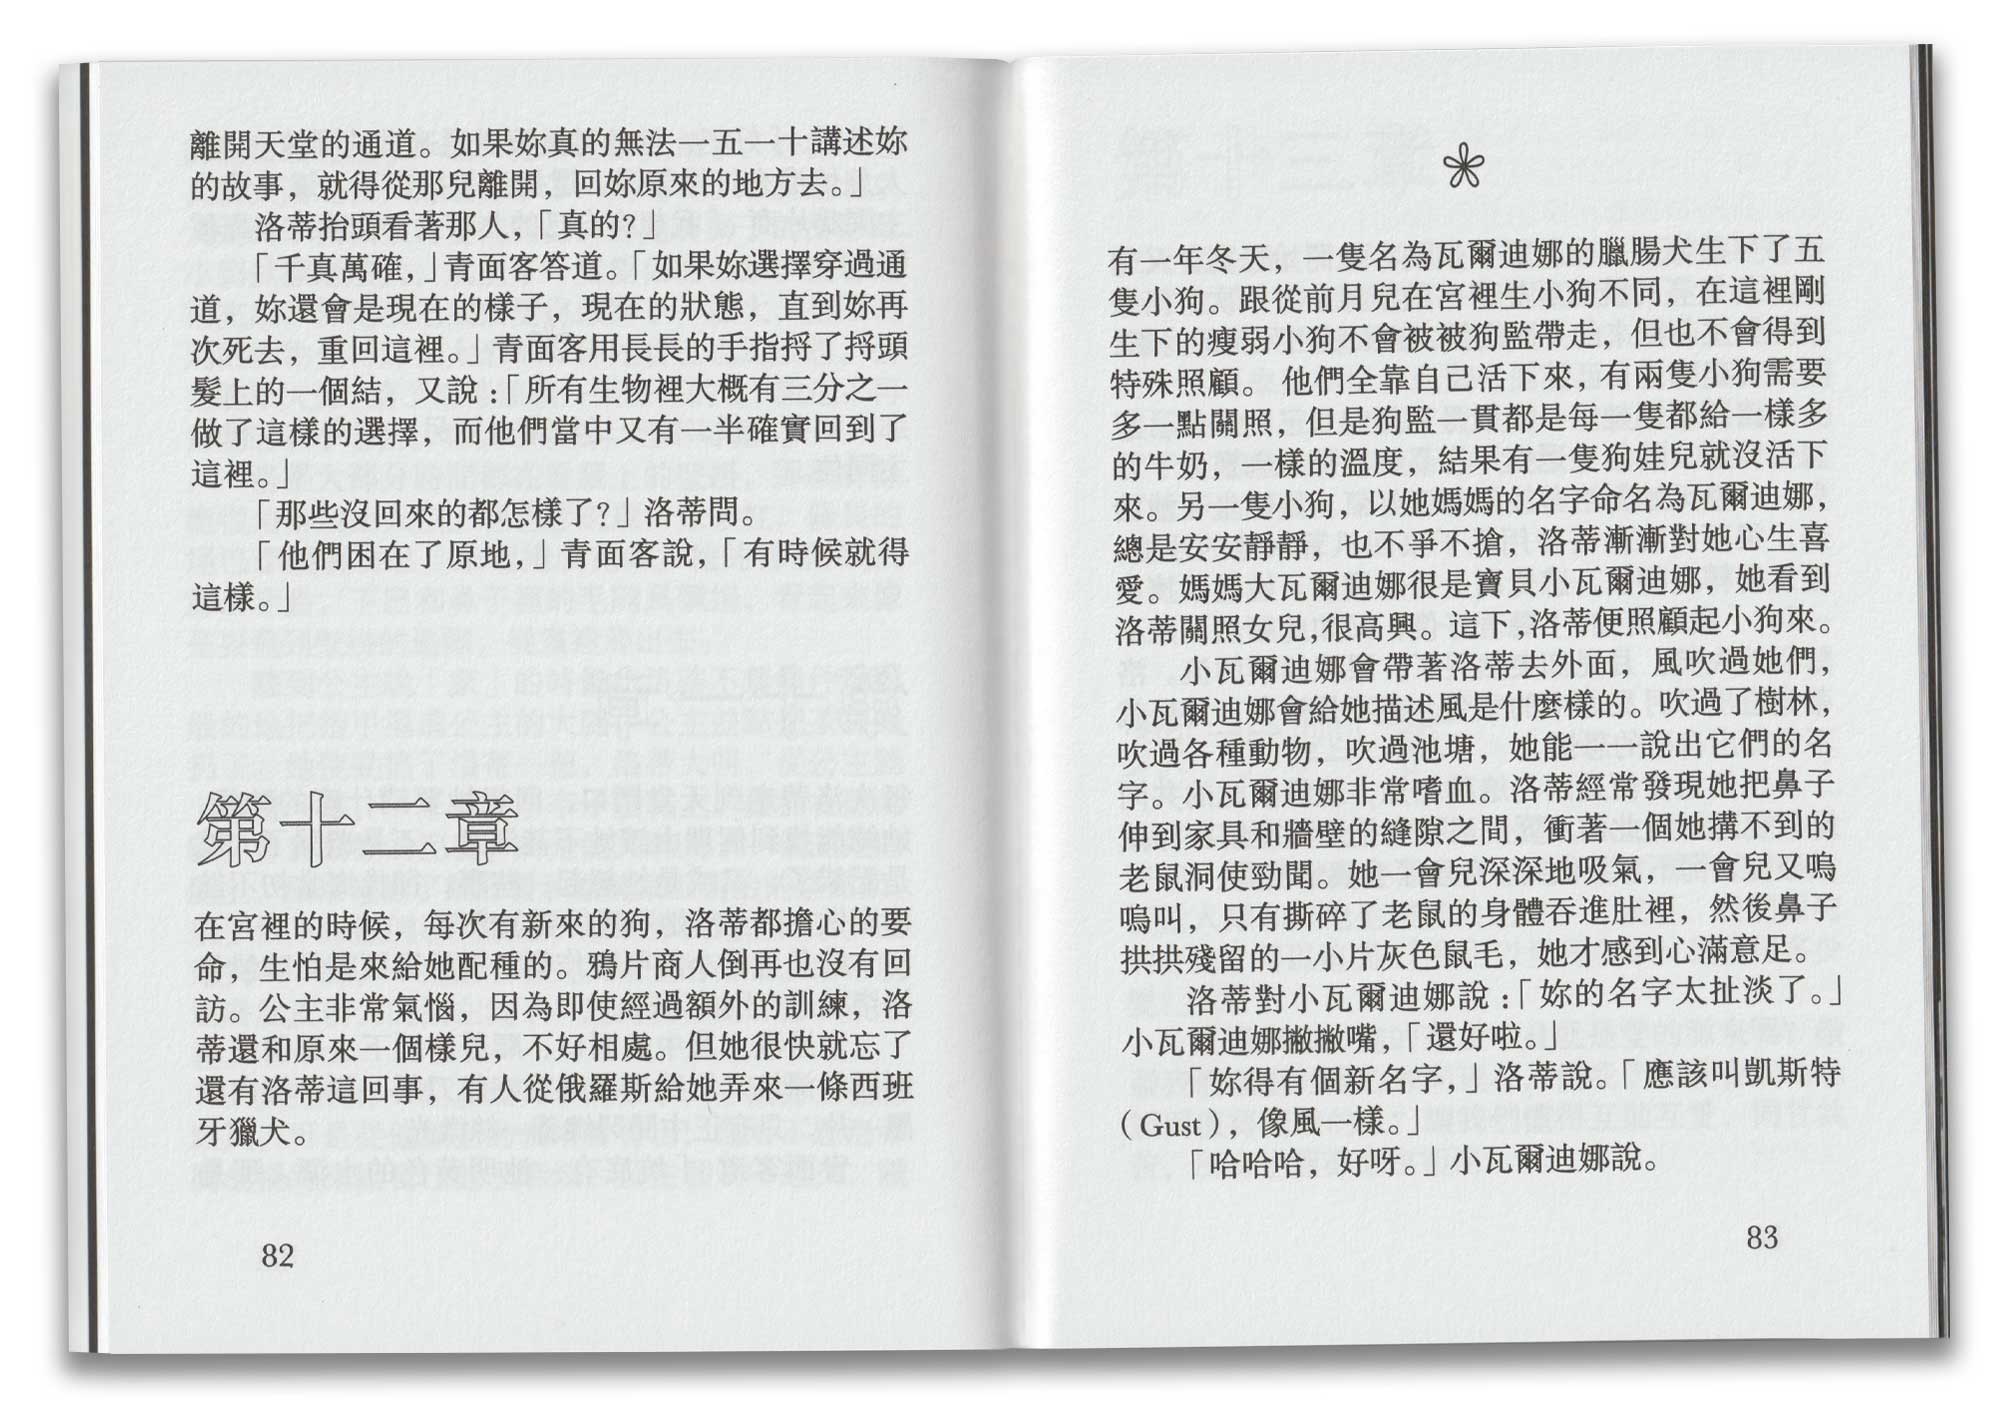 離開天堂的通道。如果妳真的無法一五一十講述妳
的故事，就得從那兒離開，回妳原來的地方去。」
洛蒂抬頭看著那人，「真的？」
「千真萬確，」青面客答道。「如果妳選擇穿過通
道，妳還會是現在的樣子，現在的狀態，直到妳再
次死去，重回這裡。」青面客用長長的手指捋了捋頭
髮上的一個結，又說：「所有生物裡大概有三分之一
做了這樣的選擇，而他們當中又有一半確實回到了
這裡。」
「那些沒回來的都怎樣了？」洛蒂問。
「他們困在了原地，」青面客說，「有時候就得
這樣。」
第十二章
在宮裡的時候，每次有新來的狗，洛蒂都擔心的要
命，生怕是來給她配種的。鴉片商人倒再也沒有回
訪。公主非常氣惱，因為即使經過額外的訓練，洛
蒂還和原來一個樣兒，不好相處。但她很快就忘了
還有洛蒂這回事，有人從俄羅斯給她弄來一條西班
牙獵犬。
82
有一年冬天，一隻名為瓦爾迪娜的臘腸犬生下了五
隻小狗。跟從前月兒在宮裡生小狗不同，在這裡剛
生下的瘦弱小狗不會被被狗監帶走，但也不會得到
特殊照顧。 他們全靠自己活下來，有兩隻小狗需要
多一點關照，但是狗監一貫都是每一隻都給一樣多
的牛奶，一樣的溫度，結果有一隻狗娃兒就沒活下
來。另一隻小狗，以她媽媽的名字命名為瓦爾迪娜，
總是安安靜靜，也不爭不搶，洛蒂漸漸對她心生喜
愛。媽媽大瓦爾迪娜很是寶貝小瓦爾迪娜，她看到
洛蒂關照女兒，很高興。這下，洛蒂便照顧起小狗來。
小瓦爾迪娜會帶著洛蒂去外面，風吹過她們，
小瓦爾迪娜會給她描述風是什麼樣的。吹過了樹林，
吹過各種動物，吹過池塘，她能一一說出它們的名
字。小瓦爾迪娜非常嗜血。洛蒂經常發現她把鼻子
伸到家具和牆壁的縫隙之間，衝著一個她搆不到的
老鼠洞使勁聞。她一會兒深深地吸氣，一會兒又嗚
嗚叫，只有撕碎了老鼠的身體吞進肚裡，然後鼻子
拱拱殘留的一小片灰色鼠毛，她才感到心滿意足。
洛蒂對小瓦爾迪娜說：「妳的名字太扯淡了。」
小瓦爾迪娜撇撇嘴，「還好啦。」
「妳得有個新名字，」洛蒂說。「應該叫凱斯特
（Gust），像風一樣。」
「哈哈哈，好呀。」小瓦爾迪娜說。
83